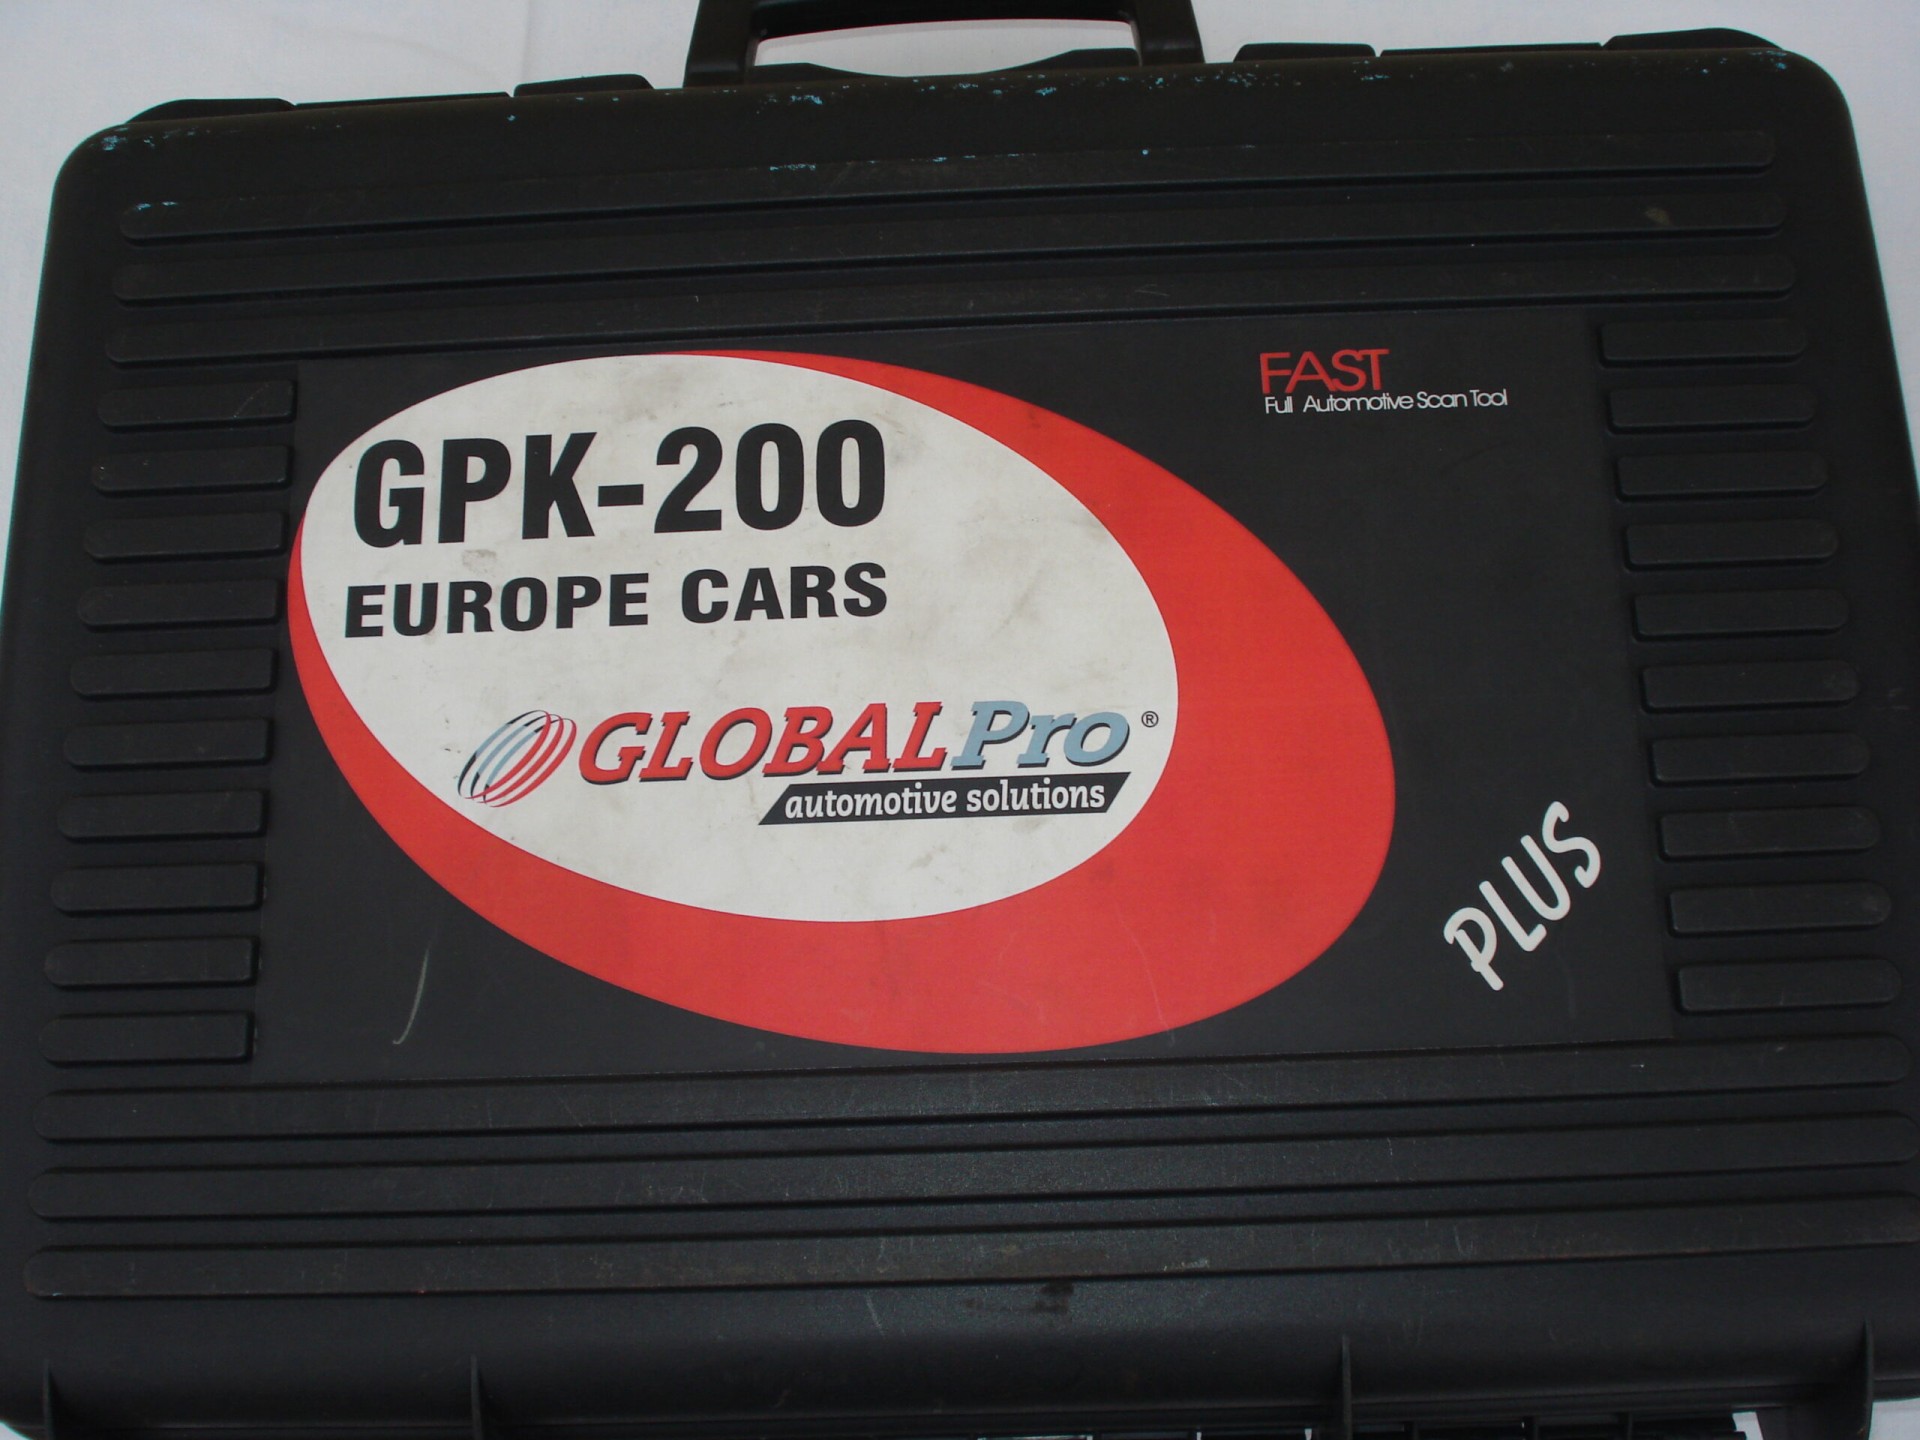 FAST
Full Automotive Scan Tool
GPK-200
EUROPE CARS
GLOBALPro®
automotive solutions
PLUS